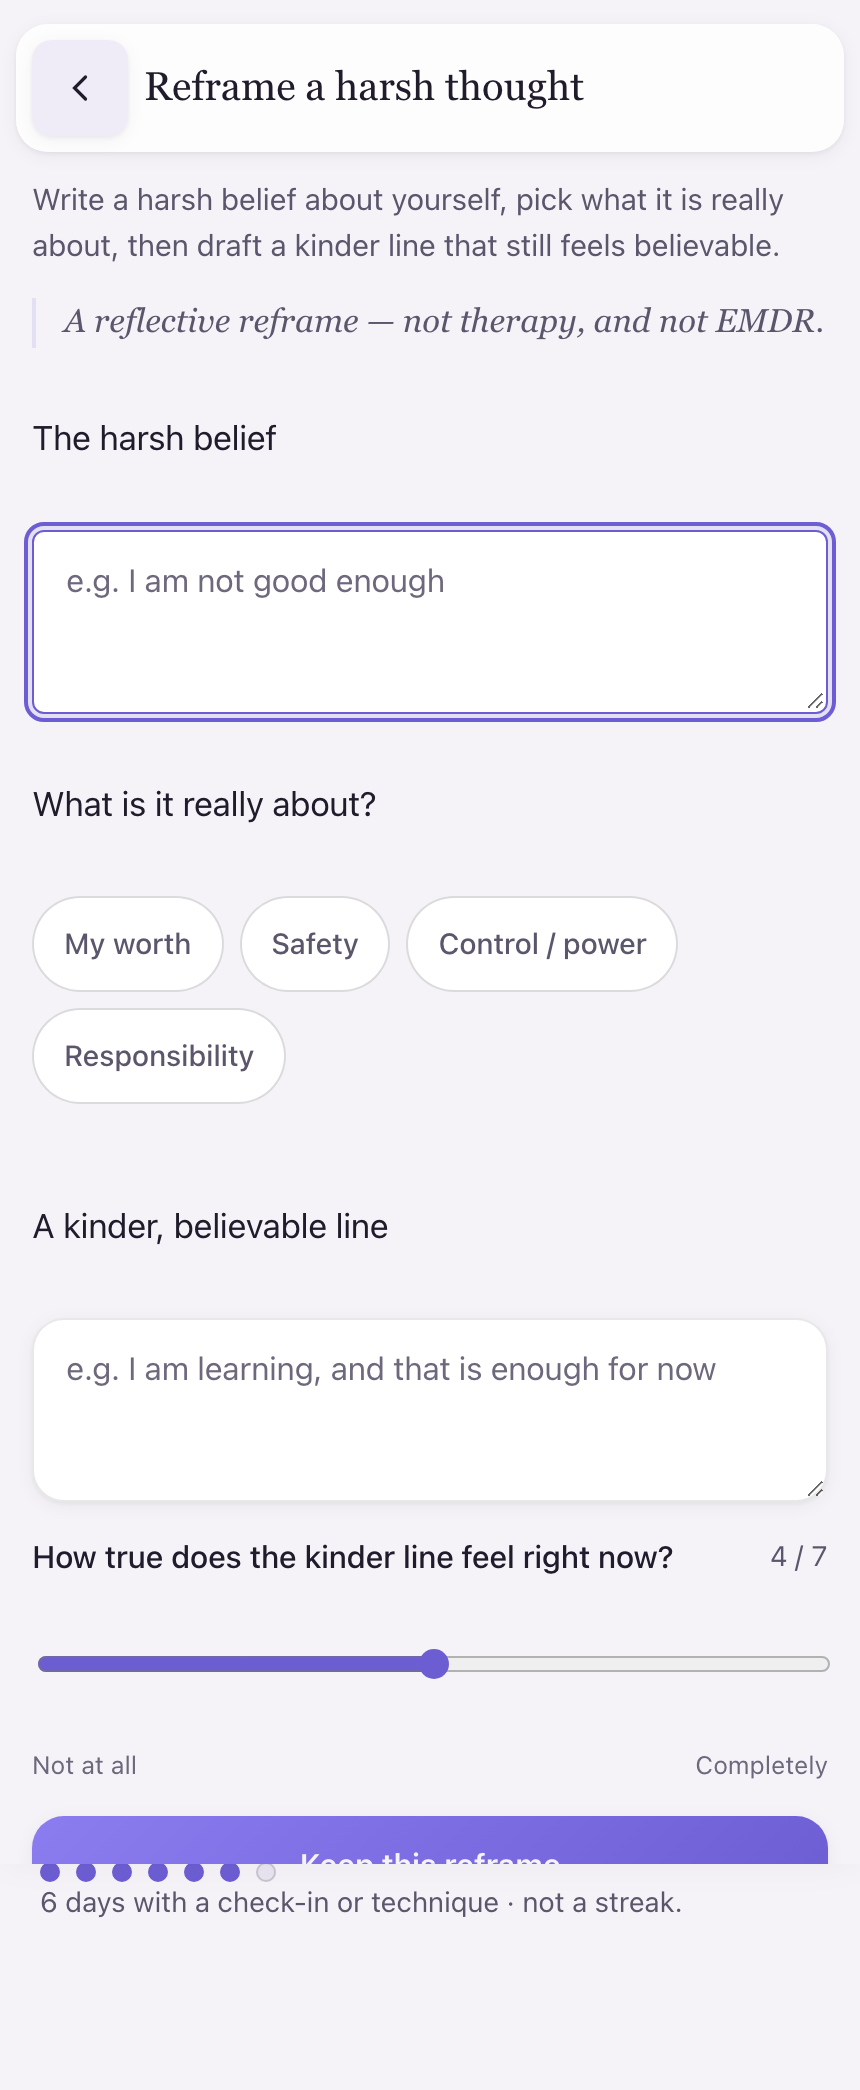 Reframe a harsh thought
Write a harsh belief about yourself, pick what it is really
about, then draft a kinder line that still feels believable.
A reflective reframe — not therapy, and not EMDR.
The harsh belief
e.g. I am not good enough
What is it really about?
My worth
Safety
Control / power
Responsibility
A kinder, believable line
e.g. I am learning, and that is enough for now
How true does the kinder line feel right now?
4 / 7
Not at all
Completely
Keep this reframe
6 days with a check-in or technique · not a streak.